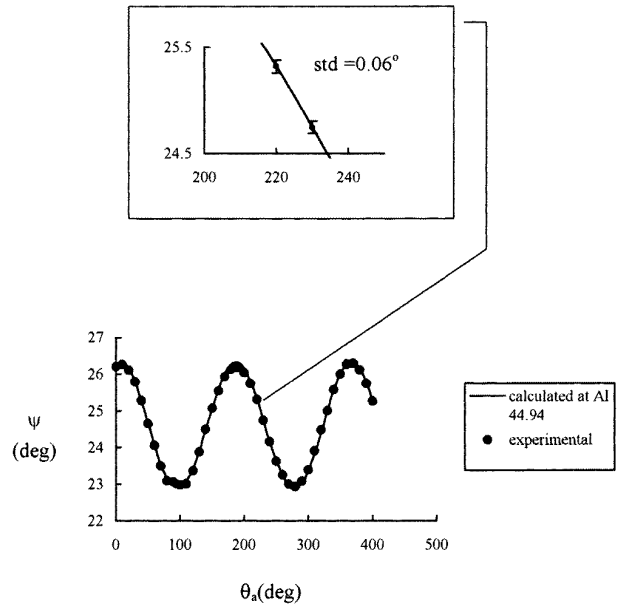 25.5
std =0.06°
24.5
200 220 240
27
26
25
24
23
22
ψ
(deg)
0 100 200 300 400 500
θa(deg)
calculated at AI
44.94
experimental